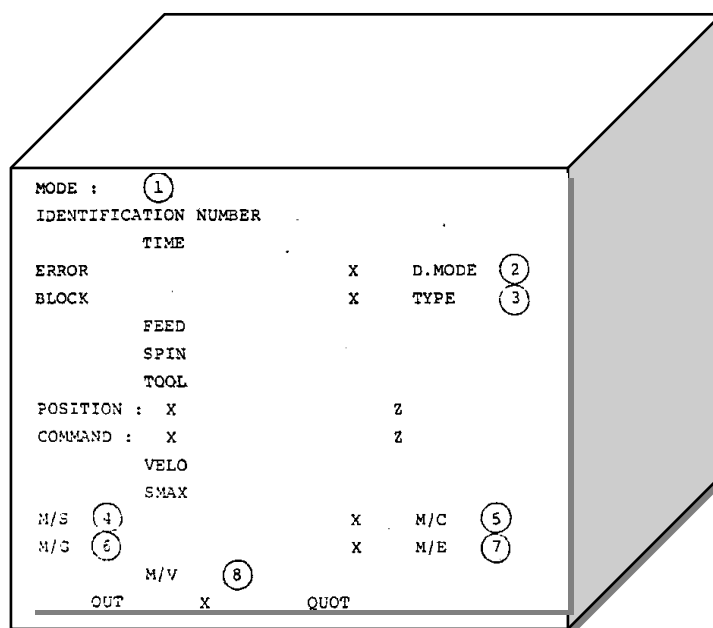 MODE : 1
IDENTIFICATION NUMBER
TIME
ERROR X D.MODE 2
BLOCK X TYPE 3
FEED
SPIN
TOOL
POSITION : X Z
COMMAND : X Z
VELO
SMAX
M/S 4 X M/C 5
M/G 6 X M/E 7
M/V 8
OUT X QUOT